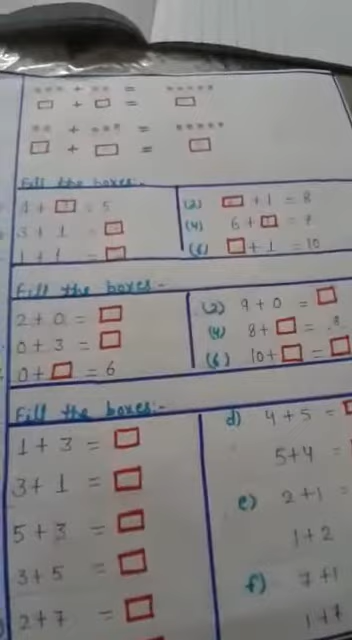 *** + ** = *****
□ + □ = □
** + *** = *****
□ + □ = □
Fill the boxes:-
4 + □ = 5
(2) □ + 1 = 8
3 + 1 = □
(4) 6 + □ = 7
1 + 1 = □
(6) □ + 1 = 10
Fill the boxes:-
2 + 0 = □
(2) 9 + 0 = □
0 + 3 = □
(4) 8 + □ = 8
0 + □ = 6
(6) 10 + □ = □
Fill the boxes:-
1 + 3 = □
d) 4 + 5 = □
3 + 1 = □
5 + 4 =
5 + 3 = □
e) 2 + 1 =
3 + 5 = □
1 + 2
f) 7 + 1
2 + 7 = □
1 + 7